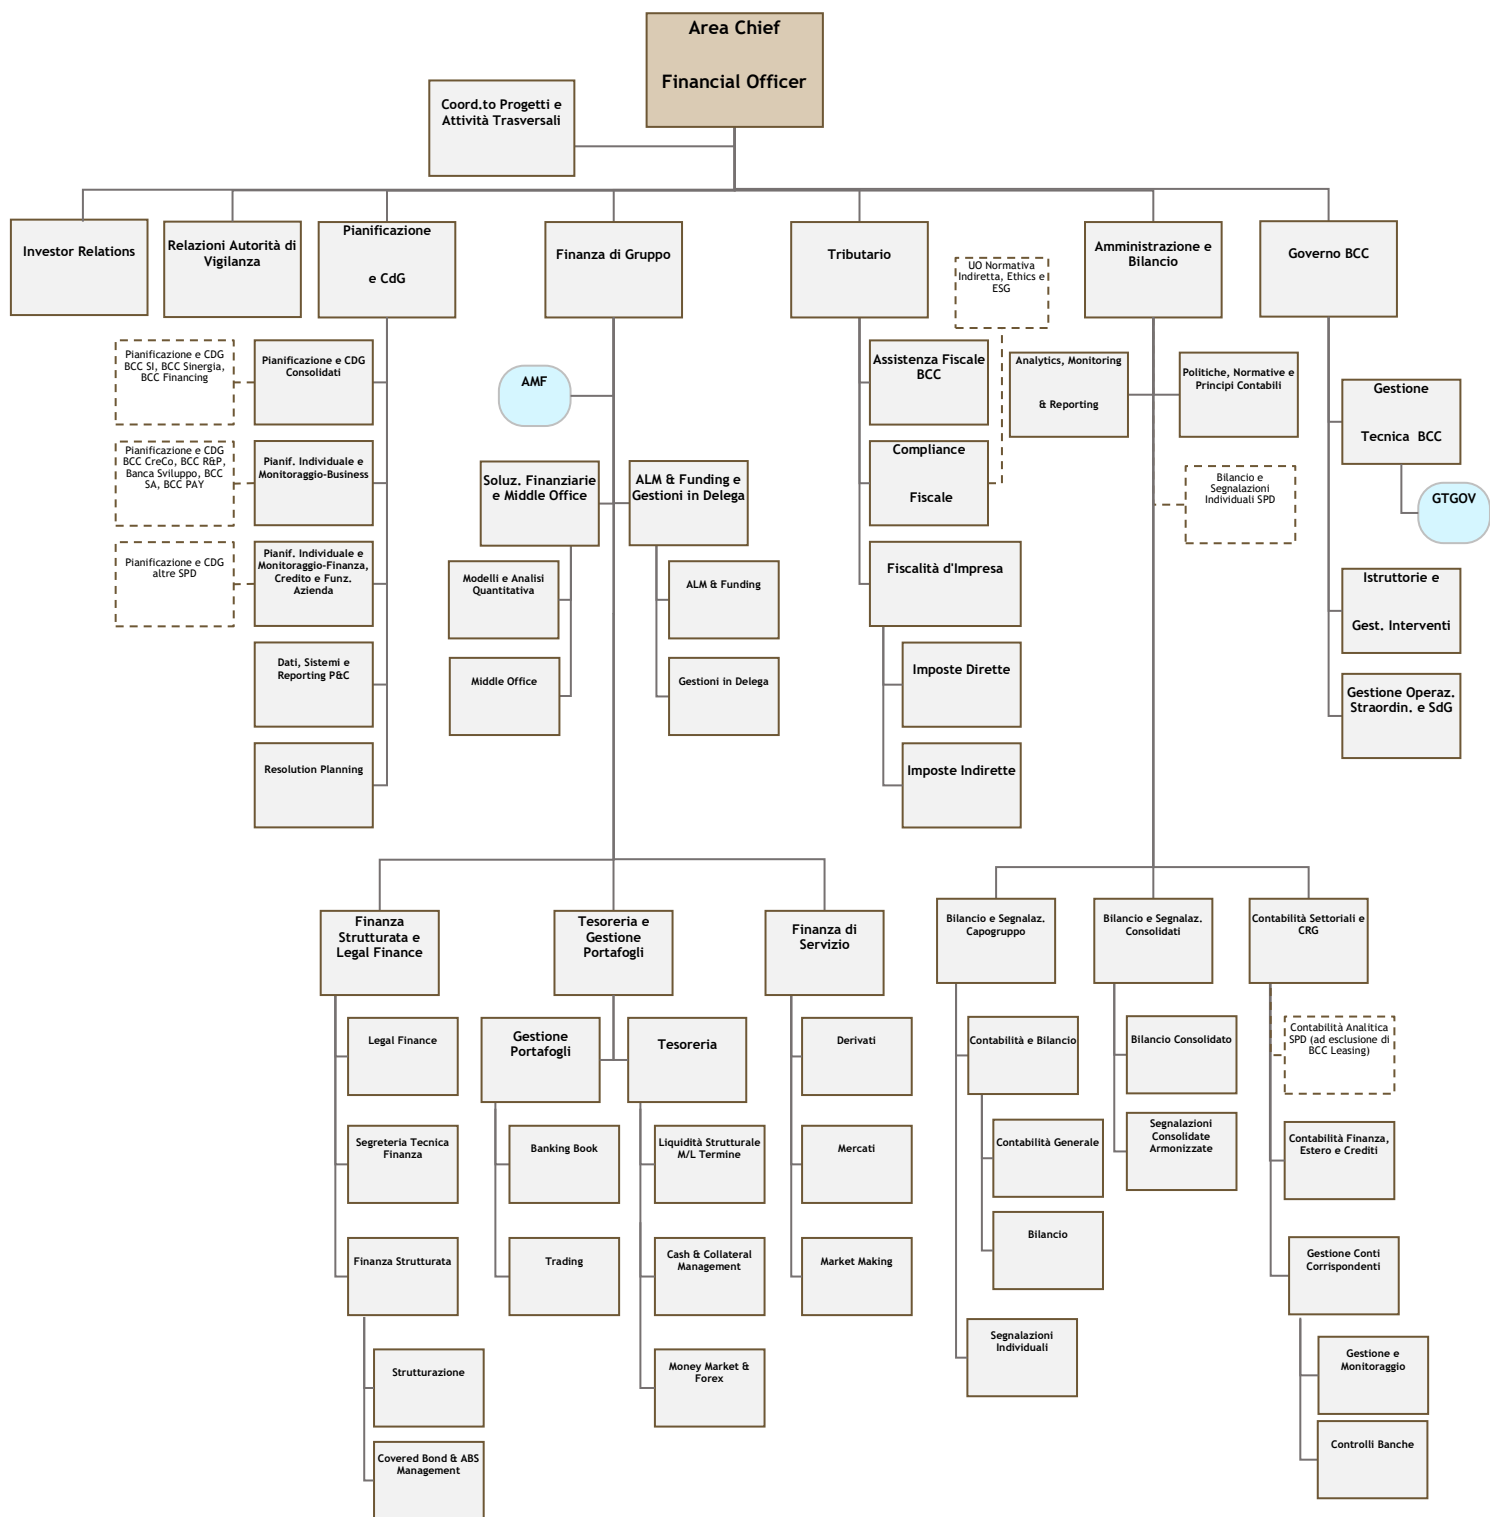 Area Chief
Financial Officer
Coord.to Progetti e
Attività Trasversali
Investor Relations
Relazioni Autorità di
Vigilanza
Pianificazione
e CdG
Finanza di Gruppo
Tributario
Amministrazione e
Bilancio
Governo BCC
UO Normativa
Indiretta, Ethics e
ESG
Pianificazione e CDG
BCC SI, BCC Sinergia,
BCC Financing
Pianificazione e CDG
Consolidati
Pianificazione e CDG
BCC CreCo, BCC R&P,
Banca Sviluppo, BCC
SA, BCC PAY
Pianif. Individuale e
Monitoraggio-Business
Pianificazione e CDG
altre SPD
Pianif. Individuale e
Monitoraggio-Finanza,
Credito e Funz.
Azienda
Dati, Sistemi e
Reporting P&C
Resolution Planning
AMF
Soluz. Finanziarie
e Middle Office
ALM & Funding e
Gestioni in Delega
Modelli e Analisi
Quantitativa
Middle Office
ALM & Funding
Gestioni in Delega
Assistenza Fiscale
BCC
Compliance
Fiscale
Fiscalità d'Impresa
Imposte Dirette
Imposte Indirette
Analytics, Monitoring
& Reporting
Politiche, Normative e
Principi Contabili
Bilancio e
Segnalazioni
Individuali SPD
Gestione
Tecnica BCC
GTGOV
Istruttorie e
Gest. Interventi
Gestione Operaz.
Straordin. e SdG
Finanza
Strutturata e
Legal Finance
Tesoreria e
Gestione
Portafogli
Finanza di
Servizio
Bilancio e Segnalaz.
Capogruppo
Bilancio e Segnalaz.
Consolidati
Contabilità Settoriali e
CRG
Legal Finance
Segreteria Tecnica
Finanza
Finanza Strutturata
Strutturazione
Covered Bond & ABS
Management
Gestione
Portafogli
Tesoreria
Banking Book
Trading
Liquidità Strutturale
M/L Termine
Cash & Collateral
Management
Money Market &
Forex
Derivati
Mercati
Market Making
Contabilità e Bilancio
Contabilità Generale
Bilancio
Segnalazioni
Individuali
Bilancio Consolidato
Segnalazioni
Consolidate
Armonizzate
Contabilità Analitica
SPD (ad esclusione di
BCC Leasing)
Contabilità Finanza,
Estero e Crediti
Gestione Conti
Corrispondenti
Gestione e
Monitoraggio
Controlli Banche